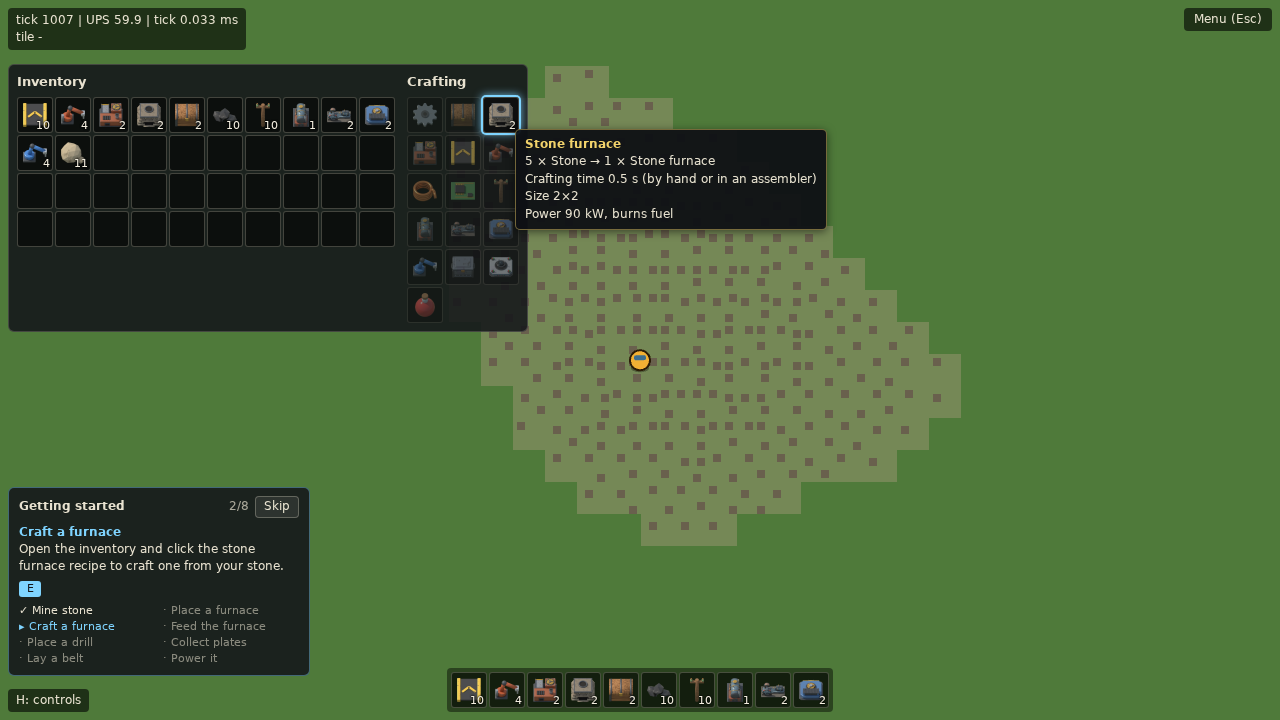 tick 1007 | UPS 59.9 | tick 0.033 ms
tile -
Menu (Esc)
Inventory
Crafting
10 4 2 2 2 10 10 1 2 2
4 11
2
Stone furnace
5 × Stone → 1 × Stone furnace
Crafting time 0.5 s (by hand or in an assembler)
Size 2×2
Power 90 kW, burns fuel
Getting started
2/8
Skip
Craft a furnace
Open the inventory and click the stone
furnace recipe to craft one from your stone.
E
✓ Mine stone
▸ Craft a furnace
· Place a drill
· Lay a belt
· Place a furnace
· Feed the furnace
· Collect plates
· Power it
H: controls
10 4 2 2 2 10 10 1 2 2